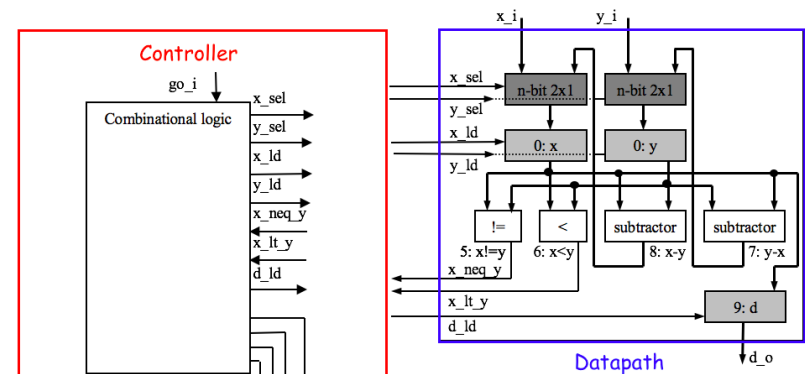 Controller
go_i
Combinational logic
x_sel
y_sel
x_ld
y_ld
x_neq_y
x_lt_y
d_ld
x_i
y_i
x_sel
y_sel
x_ld
y_ld
n-bit 2x1
n-bit 2x1
0: x
0: y
!=
<
subtractor
subtractor
5: x!=y
6: x<y
8: x-y
7: y-x
x_neq_y
x_lt_y
d_ld
9: d
Datapath
d_o